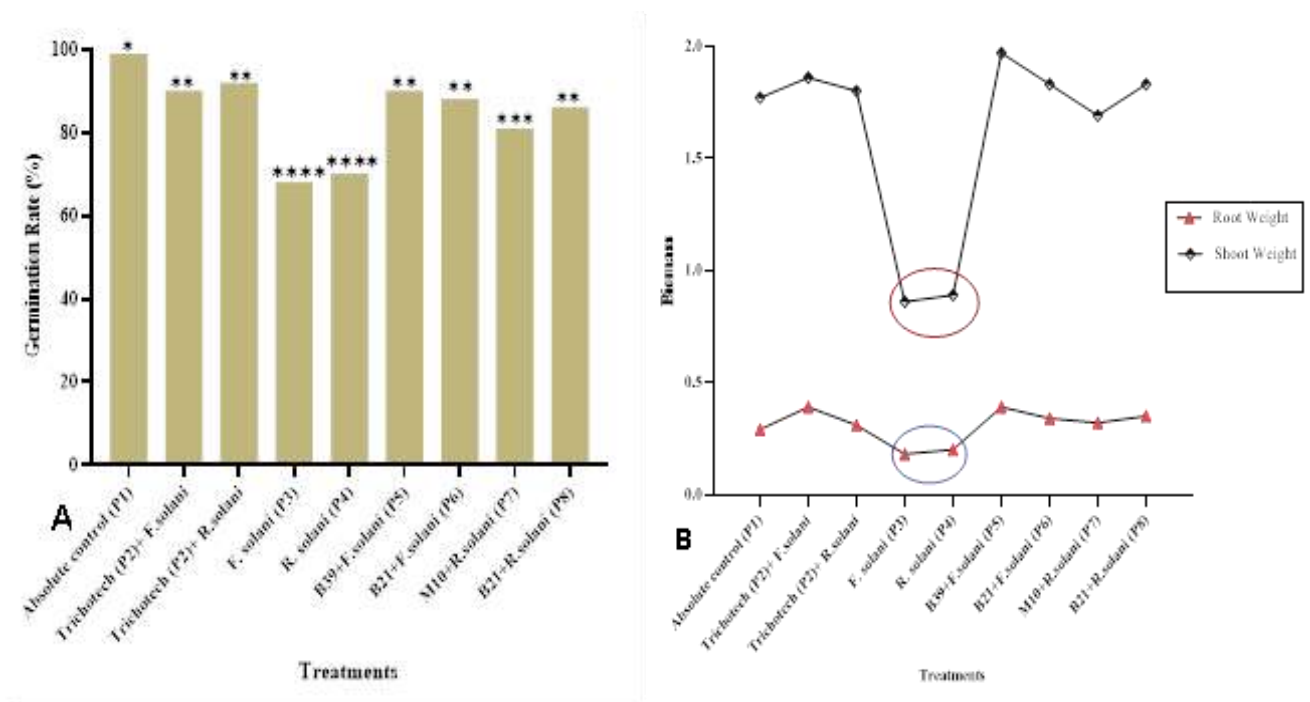 100
80
60
40
20
0
Germination Rate (%)
*
**
**
****
****
**
**
***
**
Absolute control (P1)
Trichotech (P2)+ F.solani
Trichotech (P2)+ R.solani
F. solani (P3)
R. solani (P4)
B39+F.solani (P5)
B21+F.solani (P6)
M10+R.solani (P7)
B21+R.solani (P8)
A
Treatments
2.0
1.5
1.0
0.5
0.0
Biomass
Root Weight
Shoot Weight
Absolute control (P1)
Trichotech (P2)+ F.solani
Trichotech (P2)+ R.solani
F. solani (P3)
R. solani (P4)
B39+F.solani (P5)
B21+F.solani (P6)
M10+R.solani (P7)
B21+R.solani (P8)
B
Treatments